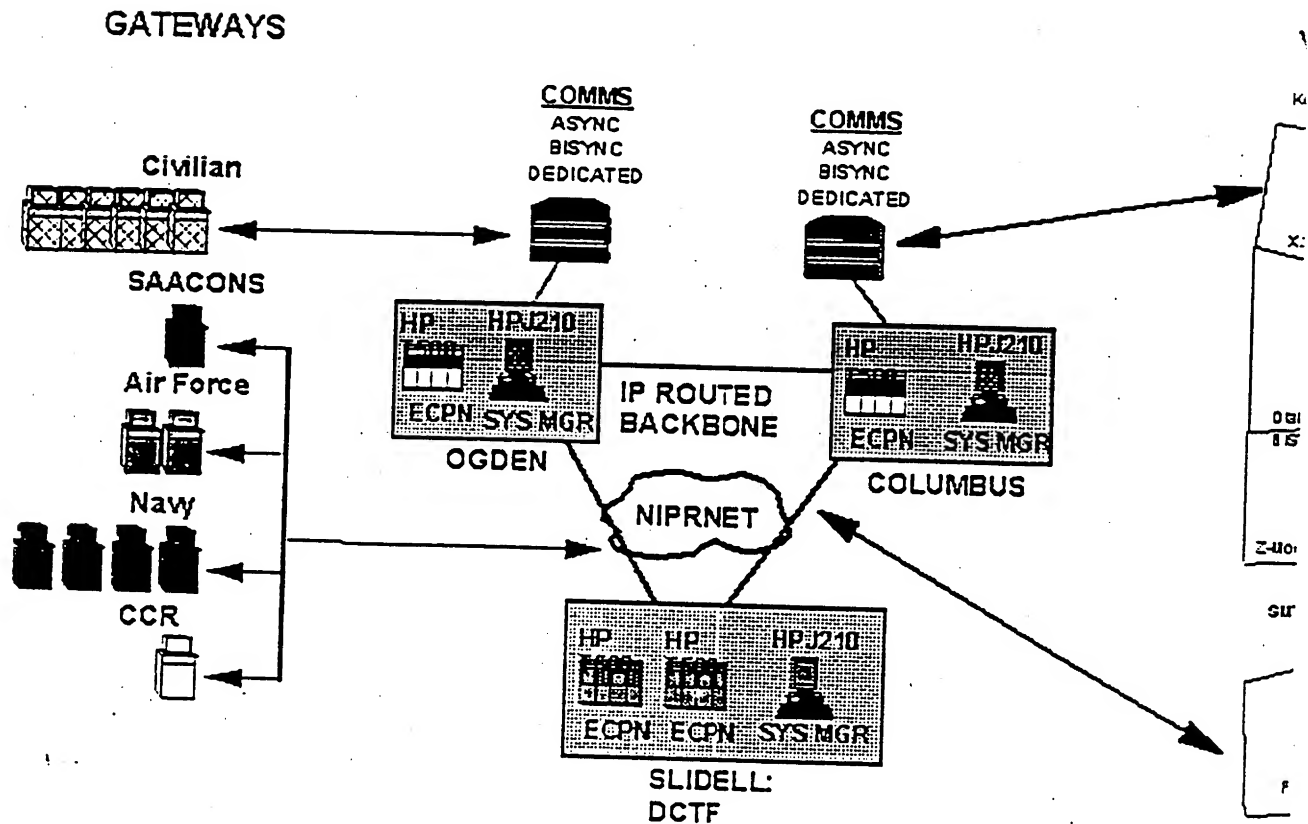 GATEWAYS
COMMS
ASYNC
BISYNC
DEDICATED
COMMS
ASYNC
BISYNC
DEDICATED
Civilian
SAACONS
Air Force
Navy
CCR
HP
HPJ210
ECPN
SYS MGR
OGDEN
IP ROUTED
BACKBONE
HP
HPJ210
ECPN
SYS MGR
COLUMBUS
NIPRNET
HP
HP
HPJ210
ECPN
ECPN
SYS MGR
SLIDELL:
DCTF